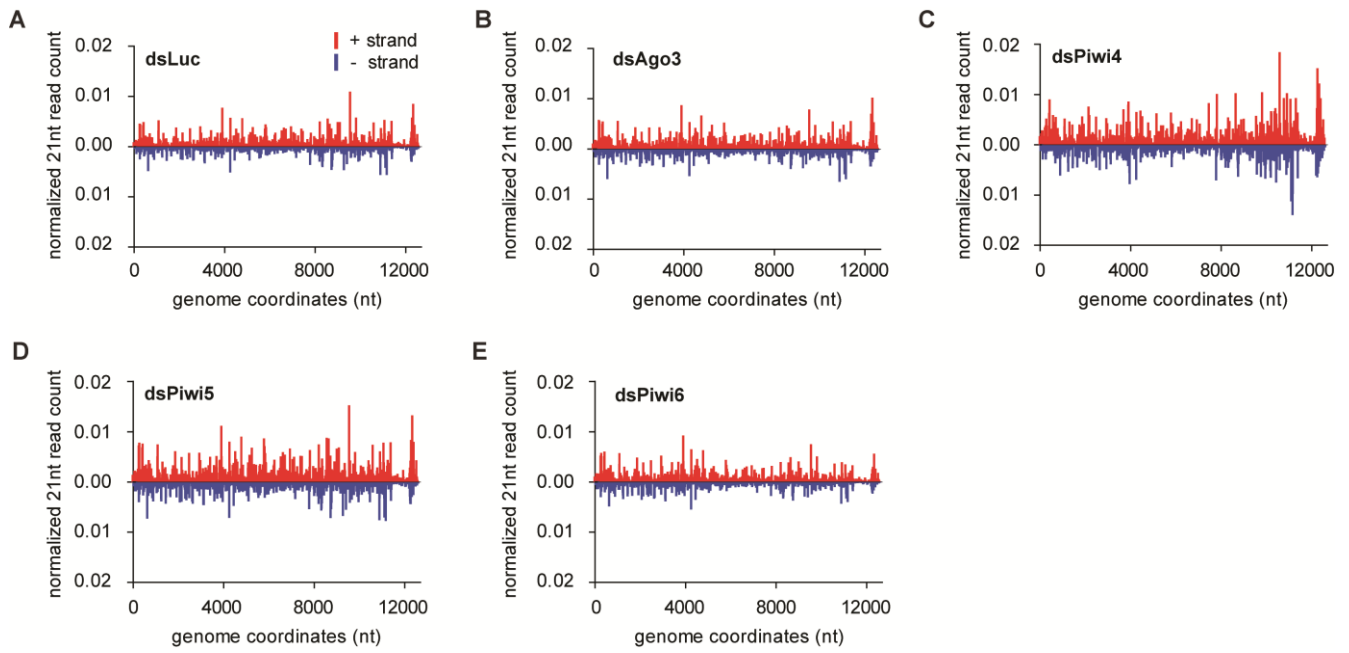 A
normalized 21nt read count
0.02
0.01
0.00
0.01
0.02
dsLuc
+ strand
- strand
0
4000
8000
12000
genome coordinates (nt)
B
normalized 21nt read count
0.02
0.01
0.00
0.01
0.02
dsAgo3
0
4000
8000
12000
genome coordinates (nt)
C
normalized 21nt read count
0.02
0.01
0.00
0.01
0.02
dsPiwi4
0
4000
8000
12000
genome coordinates (nt)
D
normalized 21nt read count
0.02
0.01
0.00
0.01
0.02
dsPiwi5
0
4000
8000
12000
genome coordinates (nt)
E
normalized 21nt read count
0.02
0.01
0.00
0.01
0.02
dsPiwi6
0
4000
8000
12000
genome coordinates (nt)